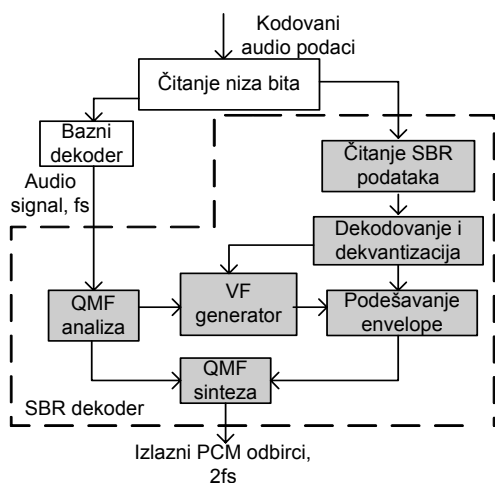 Kodovani
audio podaci
Čitanje niza bita
Bazni
dekoder
Čitanje SBR
podataka
Audio
signal, fs
Dekodovanje i
dekvantizacija
QMF
analiza
VF
generator
Podešavanje
envelope
QMF
sinteza
SBR dekoder
Izlazni PCM odbirci,
2fs